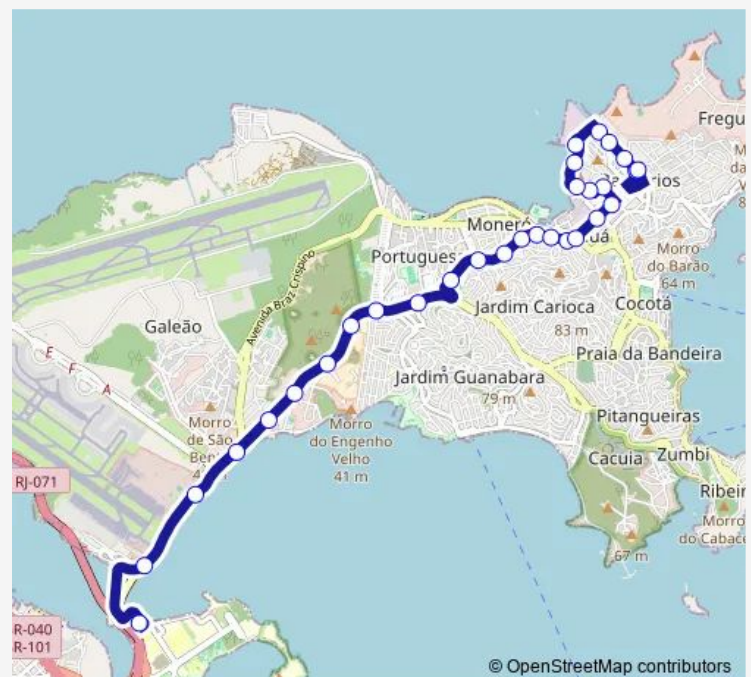 Fregu
Moneró
Portugues
Avenida Braz Crispino
Morro
do Barão
64 m
Jardim Carioca
Cocotá
Galeão
83 m
E F A
Praia da Bandeira
Jardim Guanabara
79 m
Pitangueiras
Morro
de São
Morro
do Engenho
Velho
41 m
Cacuia
Zumbi
RJ-071
Ribeir
Morro
do Cabace
67 m
R-040
R-101
© OpenStreetMap contributors